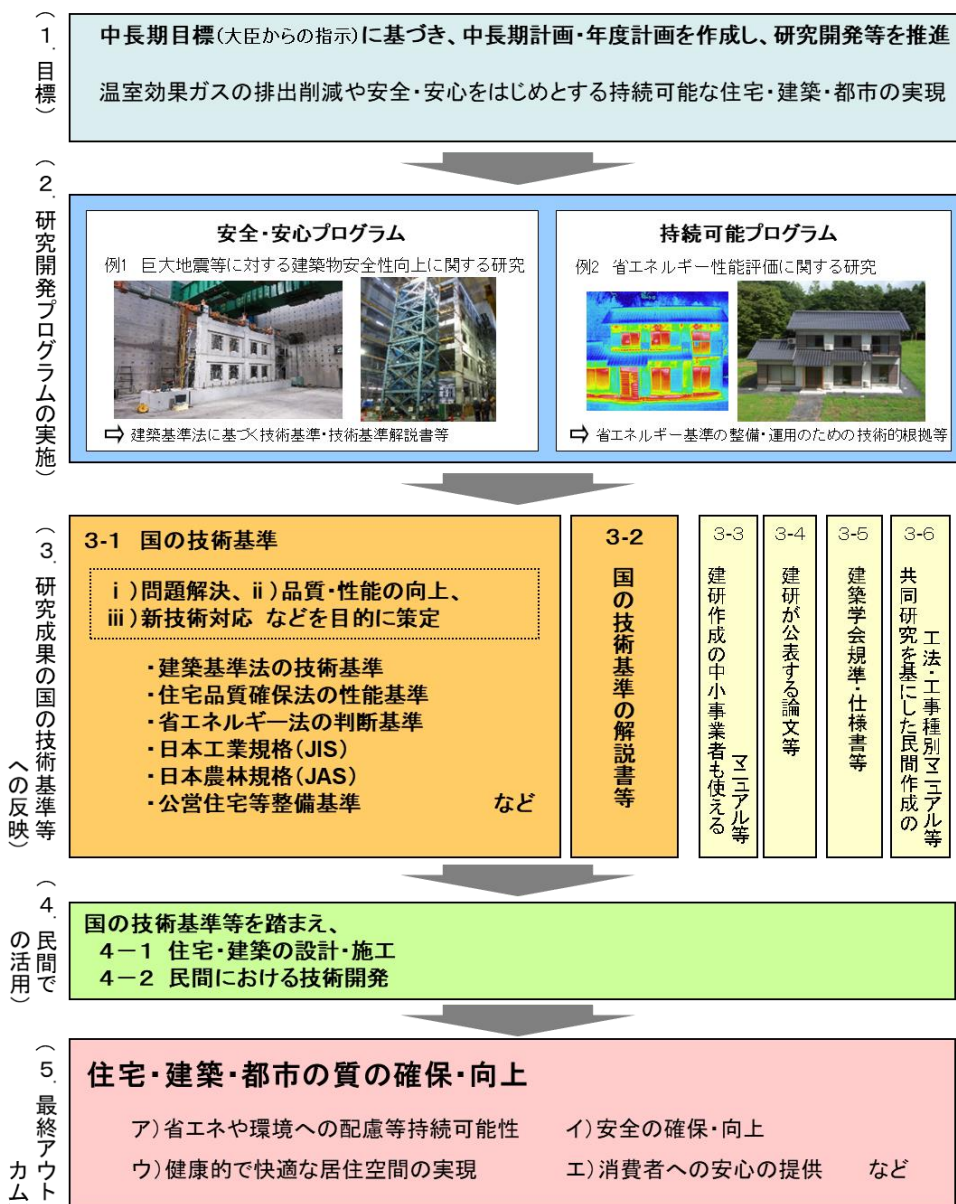 （1．目標）
中長期目標(大臣からの指示)に基づき、中長期計画・年度計画を作成し、研究開発等を推進
温室効果ガスの排出削減や安全・安心をはじめとする持続可能な住宅・建築・都市の実現
（2．研究開発プログラムの実施）
安全・安心プログラム
例1 巨大地震等に対する建築物安全性向上に関する研究
⇨ 建築基準法に基づく技術基準・技術基準解説書等
持続可能プログラム
例2 省エネルギー性能評価に関する研究
⇨ 省エネルギー基準の整備・運用のための技術的根拠等
（3．研究成果の国の技術基準等
への反映）
3-1 国の技術基準
ⅰ)問題解決、ⅱ)品質・性能の向上、
ⅲ)新技術対応 などを目的に策定
・建築基準法の技術基準
・住宅品質確保法の性能基準
・省エネルギー法の判断基準
・日本工業規格(JIS)
・日本農林規格(JAS)
・公営住宅等整備基準 など
3-2
国の技術基準の解説書等
3-3
建研作成の中小事業者も使える
マニュアル等
3-4
建研が公表する論文等
3-5
建築学会規準・仕様書等
3-6
共同研究を基にした民間作成の
工法・工事種別マニュアル等
（4．民間で
の活用）
国の技術基準等を踏まえ、
4－1 住宅・建築の設計・施工
4－2 民間における技術開発
（5．最終アウト
カム
住宅・建築・都市の質の確保・向上
ア)省エネや環境への配慮等持続可能性 イ)安全の確保・向上
ウ)健康的で快適な居住空間の実現 エ)消費者への安心の提供 など